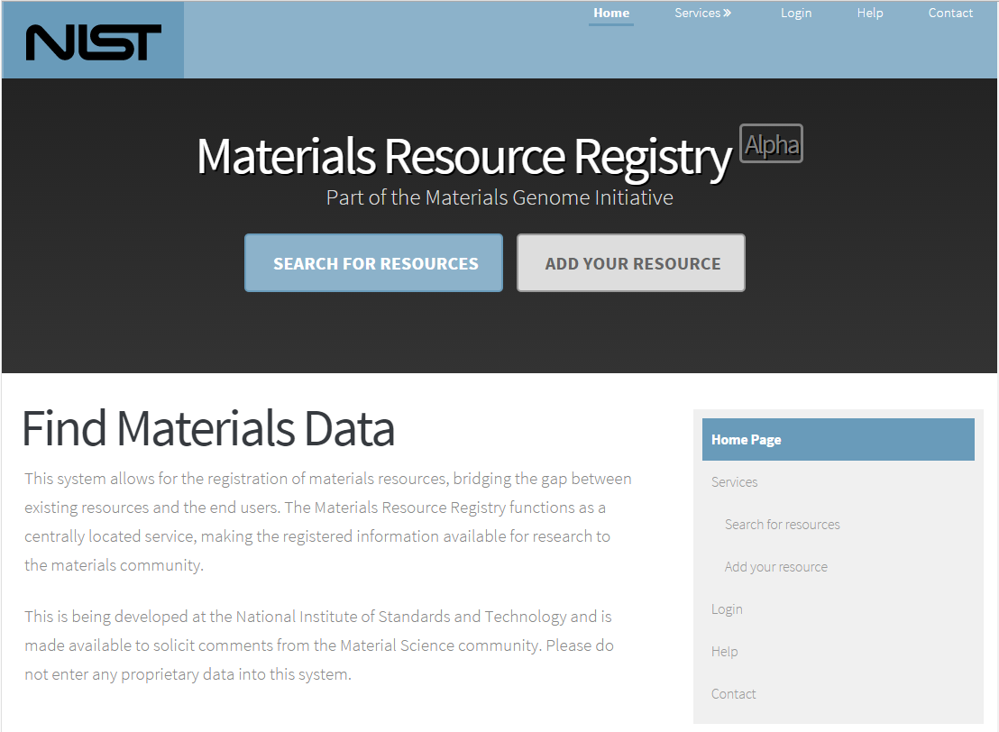 NIST
Home
Services »
Login
Help
Contact
Materials Resource Registry Alpha
Part of the Materials Genome Initiative
SEARCH FOR RESOURCES
ADD YOUR RESOURCE
Find Materials Data
This system allows for the registration of materials resources, bridging the gap between
existing resources and the end users. The Materials Resource Registry functions as a
centrally located service, making the registered information available for research to
the materials community.
This is being developed at the National Institute of Standards and Technology and is
made available to solicit comments from the Material Science community. Please do
not enter any proprietary data into this system.
Home Page
Services
Search for resources
Add your resource
Login
Help
Contact